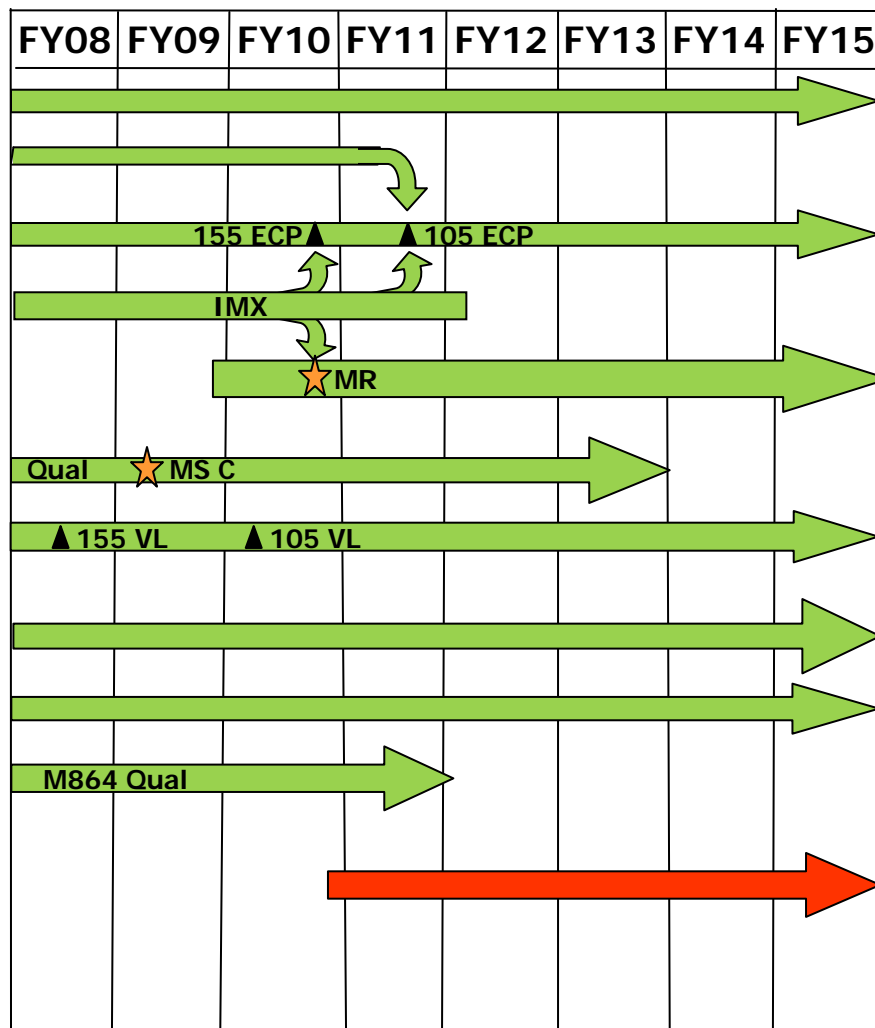 FY08 FY09 FY10 FY11 FY12 FY13 FY14 FY15
155 ECP 105 ECP
IMX
MR
Qual MS C
155 VL 105 VL
M864 Qual